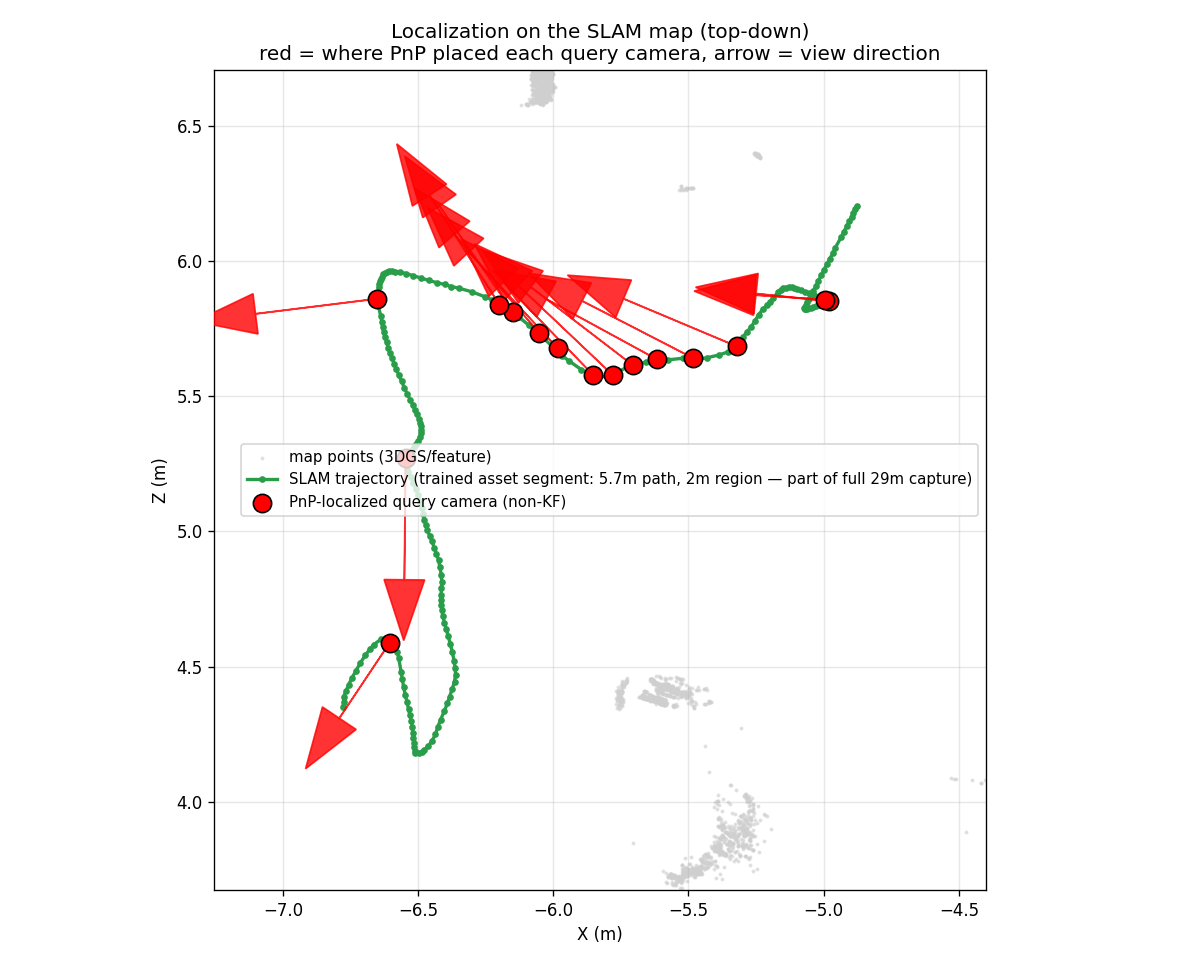 Localization on the SLAM map (top-down)
red = where PnP placed each query camera, arrow = view direction
6.5
6.0
5.5
5.0
4.5
4.0
Z (m)
map points (3DGS/feature)
SLAM trajectory (trained asset segment: 5.7m path, 2m region — part of full 29m capture)
PnP-localized query camera (non-KF)
−7.0 −6.5 −6.0 −5.5 −5.0 −4.5
X (m)